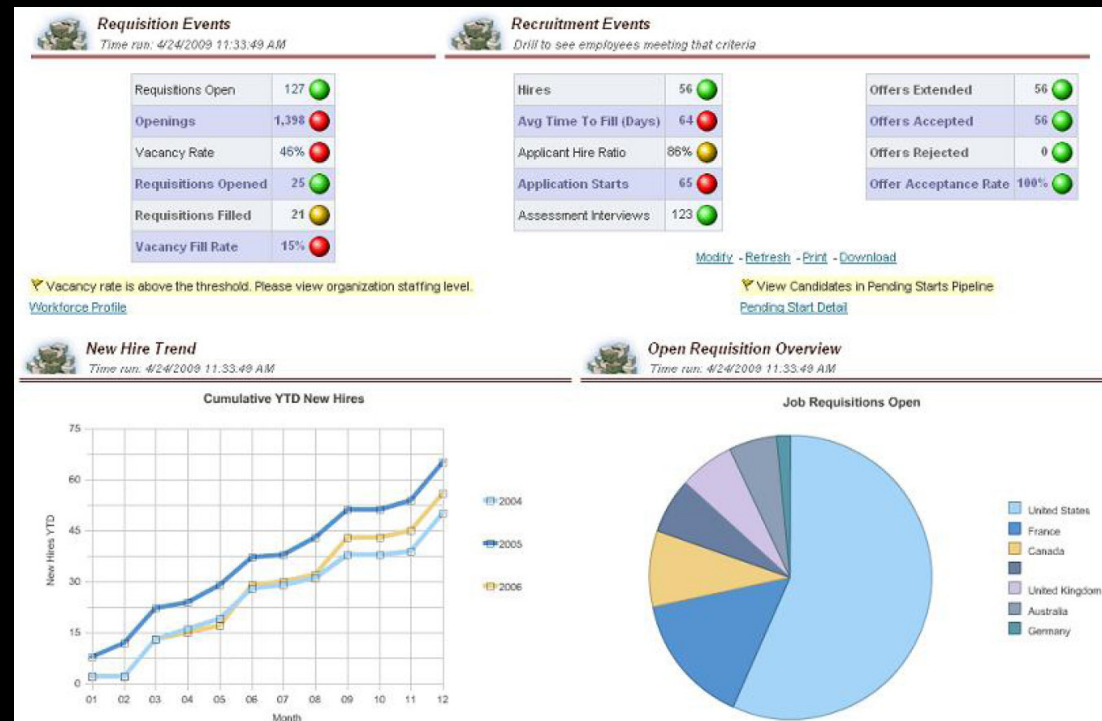 Requisition Events
Time run: 4/24/2009 11:33:49 AM
Requisitions Open 127
Openings 1,398
Vacancy Rate 46%
Requisitions Opened 25
Requisitions Filled 21
Vacancy Fill Rate 15%
Vacancy rate is above the threshold. Please view organization staffing level.
Workforce Profile
Recruitment Events
Drill to see employees meeting that criteria
Hires 56
Avg Time To Fill (Days) 64
Applicant Hire Ratio 86%
Application Starts 65
Assessment Interviews 123
Offers Extended 56
Offers Accepted 56
Offers Rejected 0
Offer Acceptance Rate 100%
Modify - Refresh - Print - Download
View Candidates in Pending Starts Pipeline
Pending Start Detail
New Hire Trend
Time run: 4/24/2009 11:33:49 AM
Cumulative YTD New Hires
75
60
45
30
15
0
New Hires YTD
01 02 03 04 05 06 07 08 09 10 11 12
Month
2004
2005
2006
Open Requisition Overview
Time run: 4/24/2009 11:33:49 AM
Job Requisitions Open
United States
France
Canada
United Kingdom
Australia
Germany